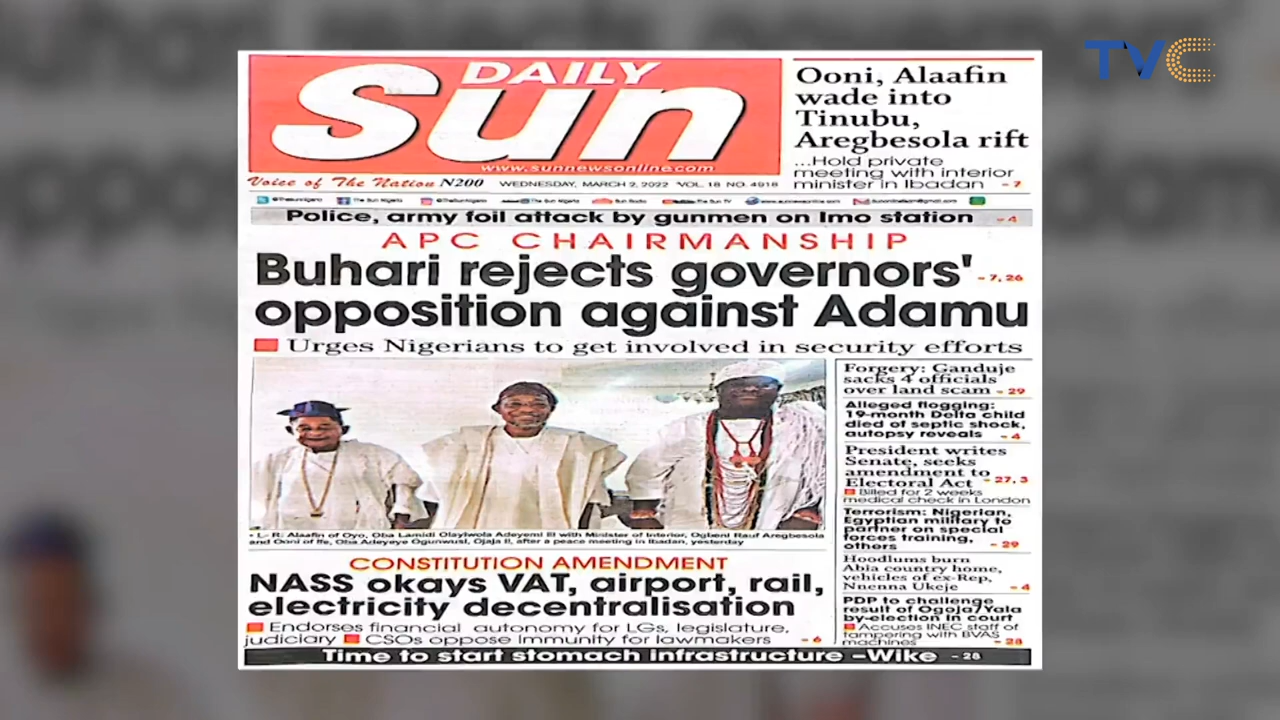 TVC
DAILY
Sun
www.sunnewsonline.com
Voice of The Nation N200 WEDNESDAY, MARCH 2, 2022 VOL. 18 NO. 4918
Ooni, Alaafin
wade into
Tinubu,
Aregbesola rift
...Hold private
meeting with interior
minister in Ibadan - 7
Police, army foil attack by gunmen on Imo station - 4
APC CHAIRMANSHIP
Buhari rejects governors' - 7, 26
opposition against Adamu
Urges Nigerians to get involved in security efforts
L- R: Alaafin of Oyo, Oba Lamidi Olayiwola Adeyemi III with Minister of Interior, Ogbeni Rauf Aregbesola
and Ooni of Ife, Oba Adeyeye Ogunwusi, Ojaja II, after a peace meeting in Ibadan, yesterday
CONSTITUTION AMENDMENT
NASS okays VAT, airport, rail,
electricity decentralisation
Endorses financial autonomy for LGs, legislature,
judiciary CSOs oppose immunity for lawmakers - 6
Forgery: Ganduje
sacks 4 officials
over land scam - 29
Alleged flogging:
19-month Delta child
died of septic shock,
autopsy reveals - 4
President writes
Senate, seeks
amendment to
Electoral Act - 27, 3
Billed for 2 weeks
medical check in London
Terrorism: Nigerian,
Egyptian military to
partner on special
forces training,
others - 29
Hoodlums burn
Abia country home,
vehicles of ex-Rep,
Nnenna Ukeje - 4
PDP to challenge
result of Ogoja/Yala
by-election in court
Accuses INEC staff of
tampering with BVAS
machines - 28
Time to start stomach infrastructure –Wike - 28